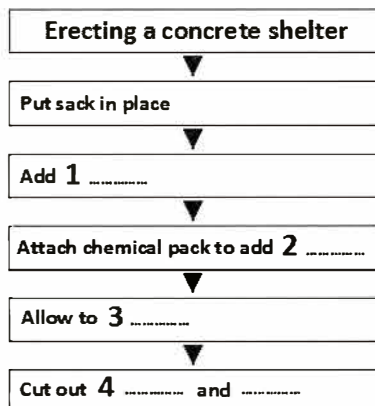 Erecting a concrete shelter
Put sack in place
Add 1 ..............
Attach chemical pack to add 2 ..............
Allow to 3 ..............
Cut out 4 .............. and ..............